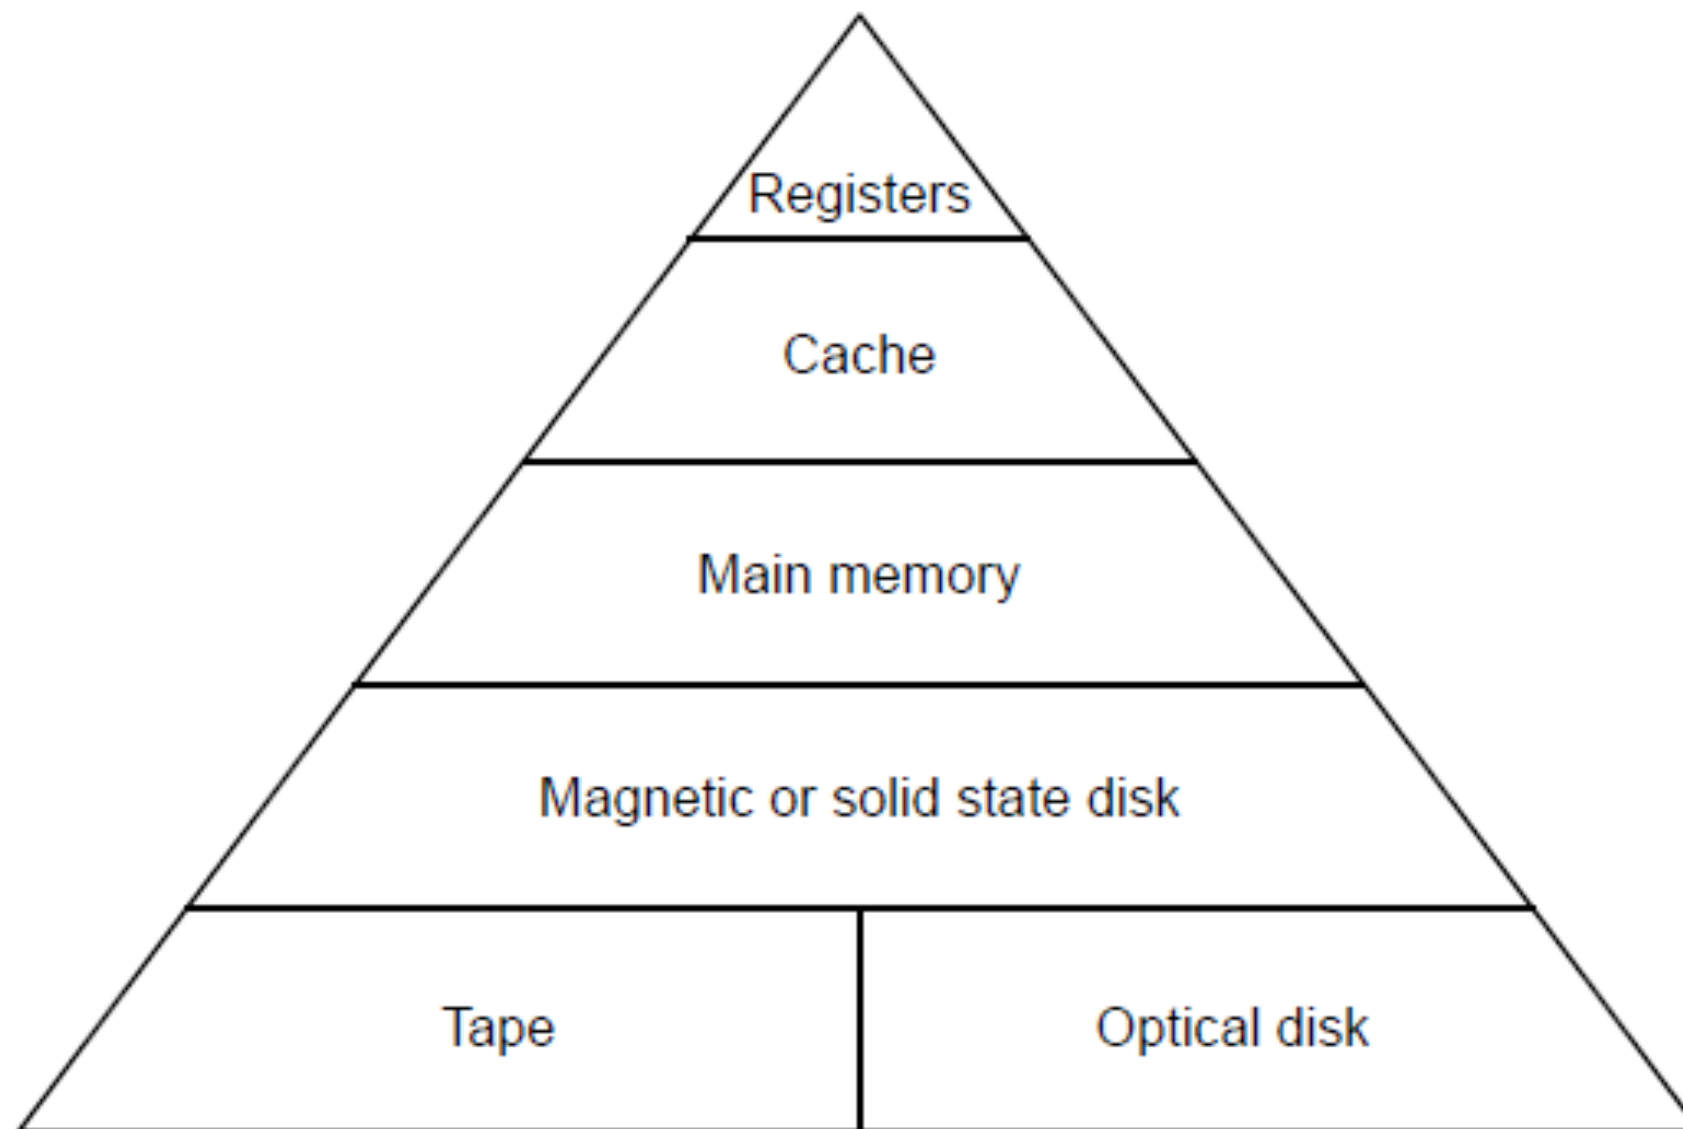 Registers
Cache
Main memory
Magnetic or solid state disk
Tape
Optical disk